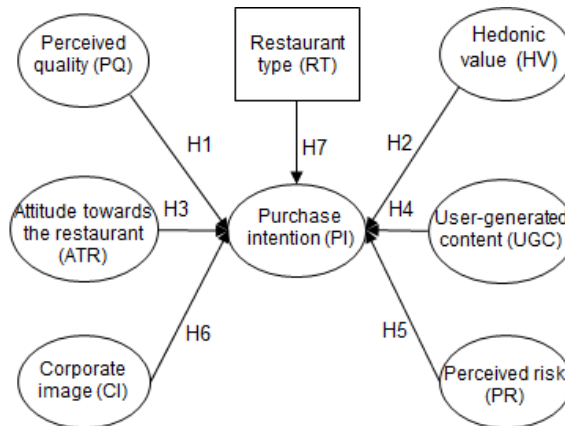 Perceived
quality (PQ)
Restaurant
type (RT)
Hedonic
value (HV)
H1
H7
H2
Attitude towards
the restaurant
(ATR)
H3
Purchase
intention (PI)
H4
User-generated
content (UGC)
H6
H5
Corporate
image (CI)
Perceived risk
(PR)